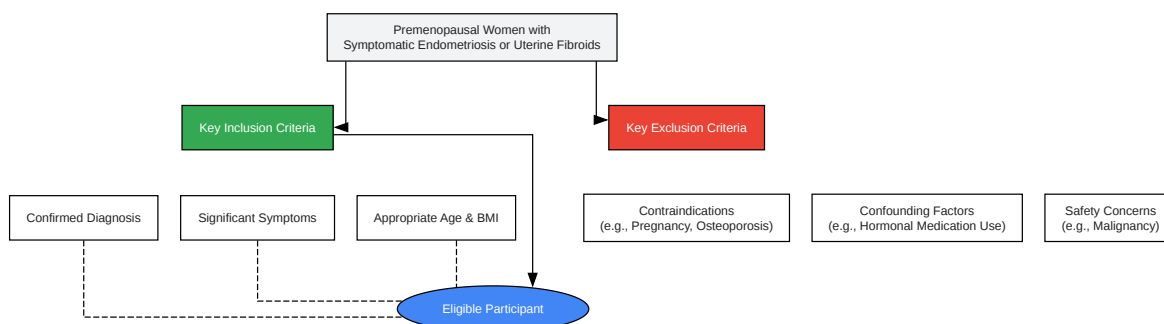 Premenopausal Women with
Symptomatic Endometriosis or Uterine Fibroids
Key Inclusion Criteria
Key Exclusion Criteria
Confirmed Diagnosis
Significant Symptoms
Appropriate Age & BMI
Contraindications
(e.g., Pregnancy, Osteoporosis)
Confounding Factors
(e.g., Hormonal Medication Use)
Safety Concerns
(e.g., Malignancy)
Eligible Participant